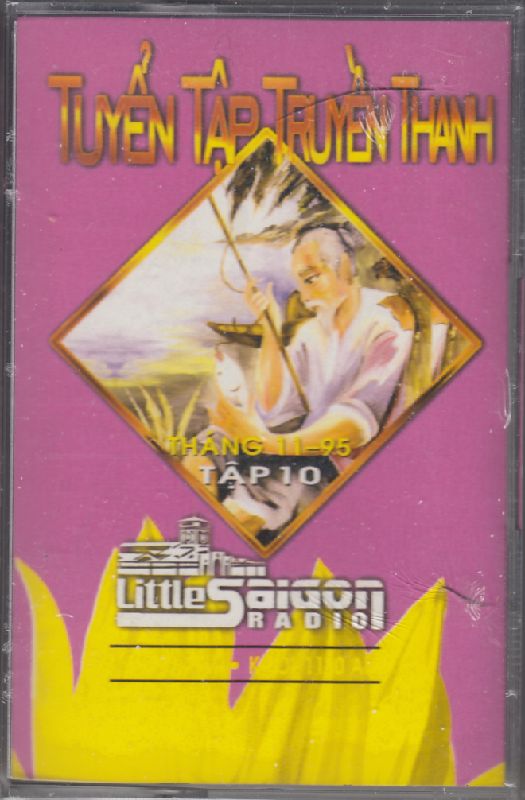 TUYỂN TẬP TRUYỀN THANH
THÁNG 11-95
TẬP 10
Little Saigon
RADIO